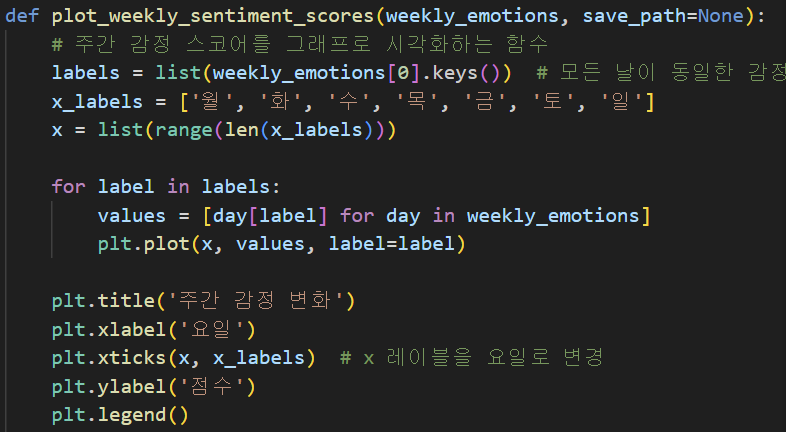 def plot_weekly_sentiment_scores(weekly_emotions, save_path=None):
    # 주간 감정 스코어를 그래프로 시각화하는 함수
    labels = list(weekly_emotions[0].keys())  # 모든 날이 동일한 감정
    x_labels = ['월', '화', '수', '목', '금', '토', '일']
    x = list(range(len(x_labels)))

    for label in labels:
        values = [day[label] for day in weekly_emotions]
        plt.plot(x, values, label=label)

    plt.title('주간 감정 변화')
    plt.xlabel('요일')
    plt.xticks(x, x_labels)  # x 레이블을 요일로 변경
    plt.ylabel('점수')
    plt.legend()